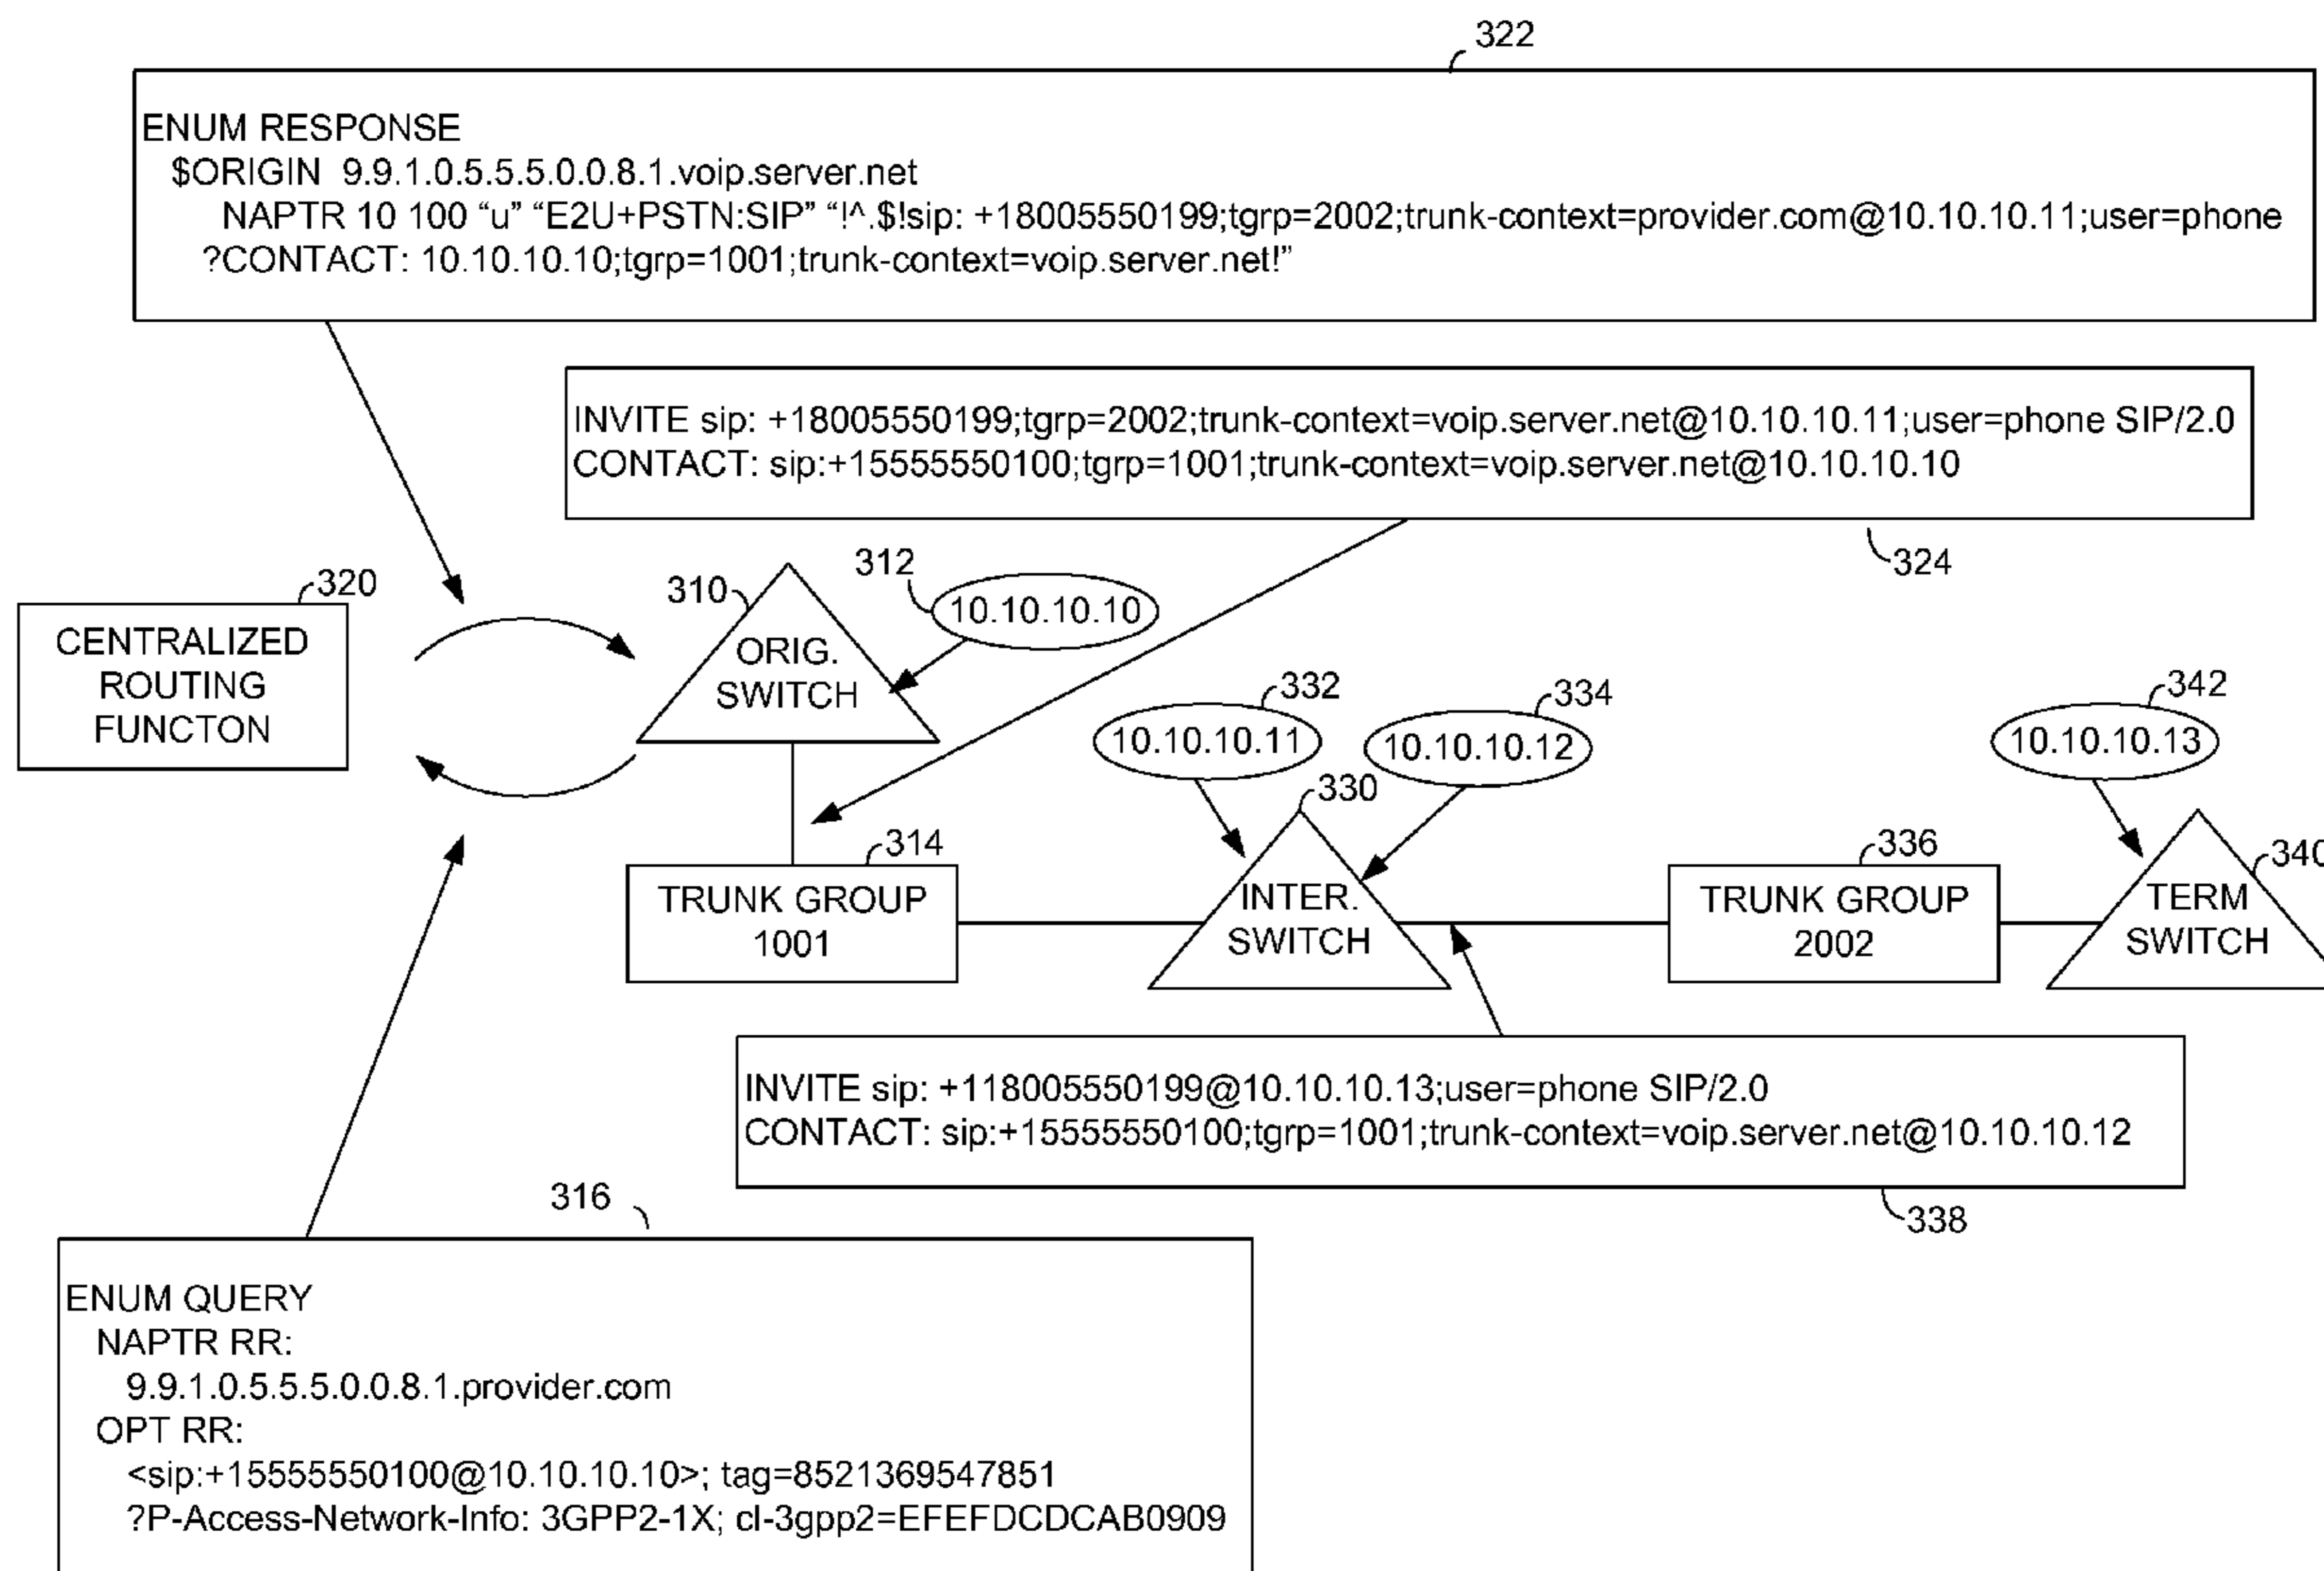 322
ENUM RESPONSE
$ORIGIN 9.9.1.0.5.5.5.0.0.8.1.voip.server.net
NAPTR 10 100 “u” “E2U+PSTN:SIP” “!^.$!sip: +18005550199;tgrp=2002;trunk-context=provider.com@10.10.10.11;user=phone
?CONTACT: 10.10.10.10;tgrp=1001;trunk-context=voip.server.net!”
INVITE sip: +18005550199;tgrp=2002;trunk-context=voip.server.net@10.10.10.11;user=phone SIP/2.0
CONTACT: sip:+15555550100;tgrp=1001;trunk-context=voip.server.net@10.10.10.10
324
320
CENTRALIZED
ROUTING
FUNCTON
310
ORIG.
SWITCH
312
10.10.10.10
332
10.10.10.11
334
10.10.10.12
342
10.10.10.13
314
TRUNK GROUP
1001
330
INTER.
SWITCH
336
TRUNK GROUP
2002
340
TERM
SWITCH
INVITE sip: +118005550199@10.10.10.13;user=phone SIP/2.0
CONTACT: sip:+15555550100;tgrp=1001;trunk-context=voip.server.net@10.10.10.12
338
316
ENUM QUERY
NAPTR RR:
9.9.1.0.5.5.5.0.0.8.1.provider.com
OPT RR:
<sip:+15555550100@10.10.10.10>; tag=8521369547851
?P-Access-Network-Info: 3GPP2-1X; cl-3gpp2=EFEFDCDCAB0909